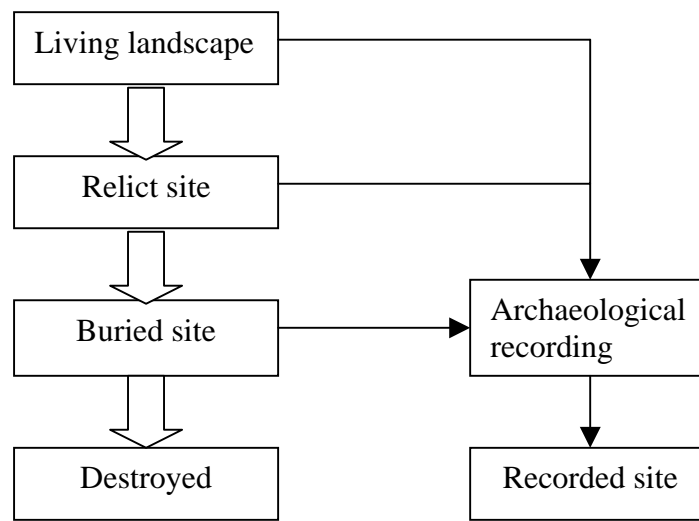 Living landscape
Relict site
Buried site
Archaeological
recording
Destroyed
Recorded site